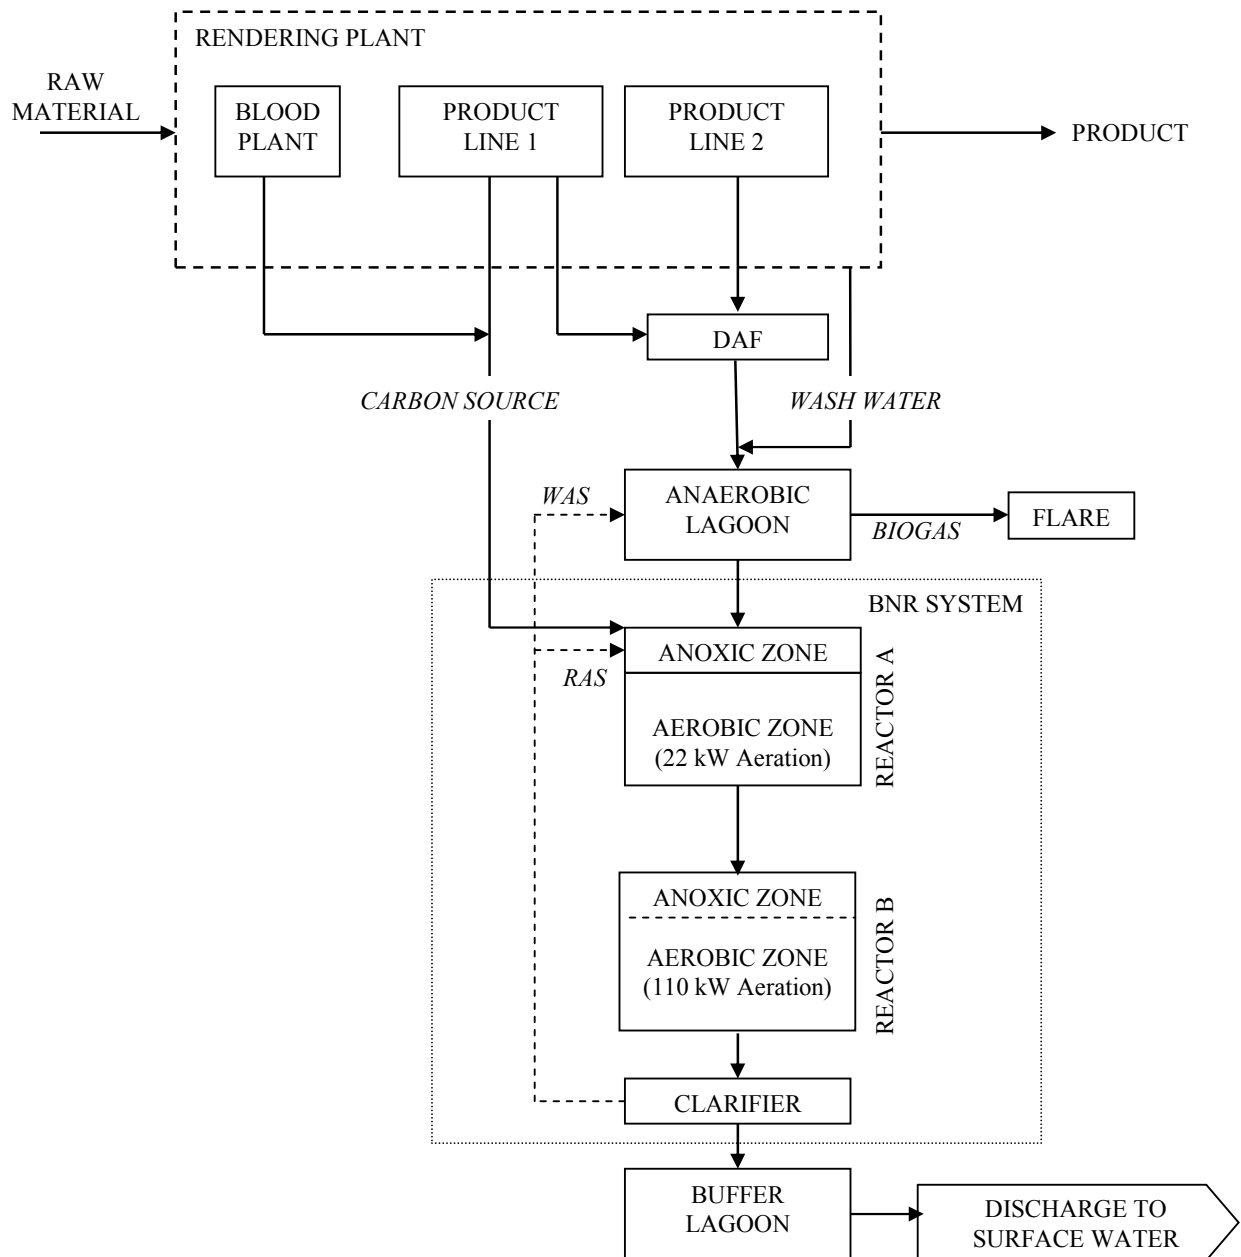 RENDERING PLANT
RAW
MATERIAL
BLOOD
PLANT
PRODUCT
LINE 1
PRODUCT
LINE 2
PRODUCT
DAF
CARBON SOURCE
WASH WATER
WAS
ANAEROBIC
LAGOON
BIOGAS
FLARE
BNR SYSTEM
ANOXIC ZONE
RAS
AEROBIC ZONE
(22 kW Aeration)
REACTOR A
ANOXIC ZONE
AEROBIC ZONE
(110 kW Aeration)
REACTOR B
CLARIFIER
BUFFER
LAGOON
DISCHARGE TO
SURFACE WATER